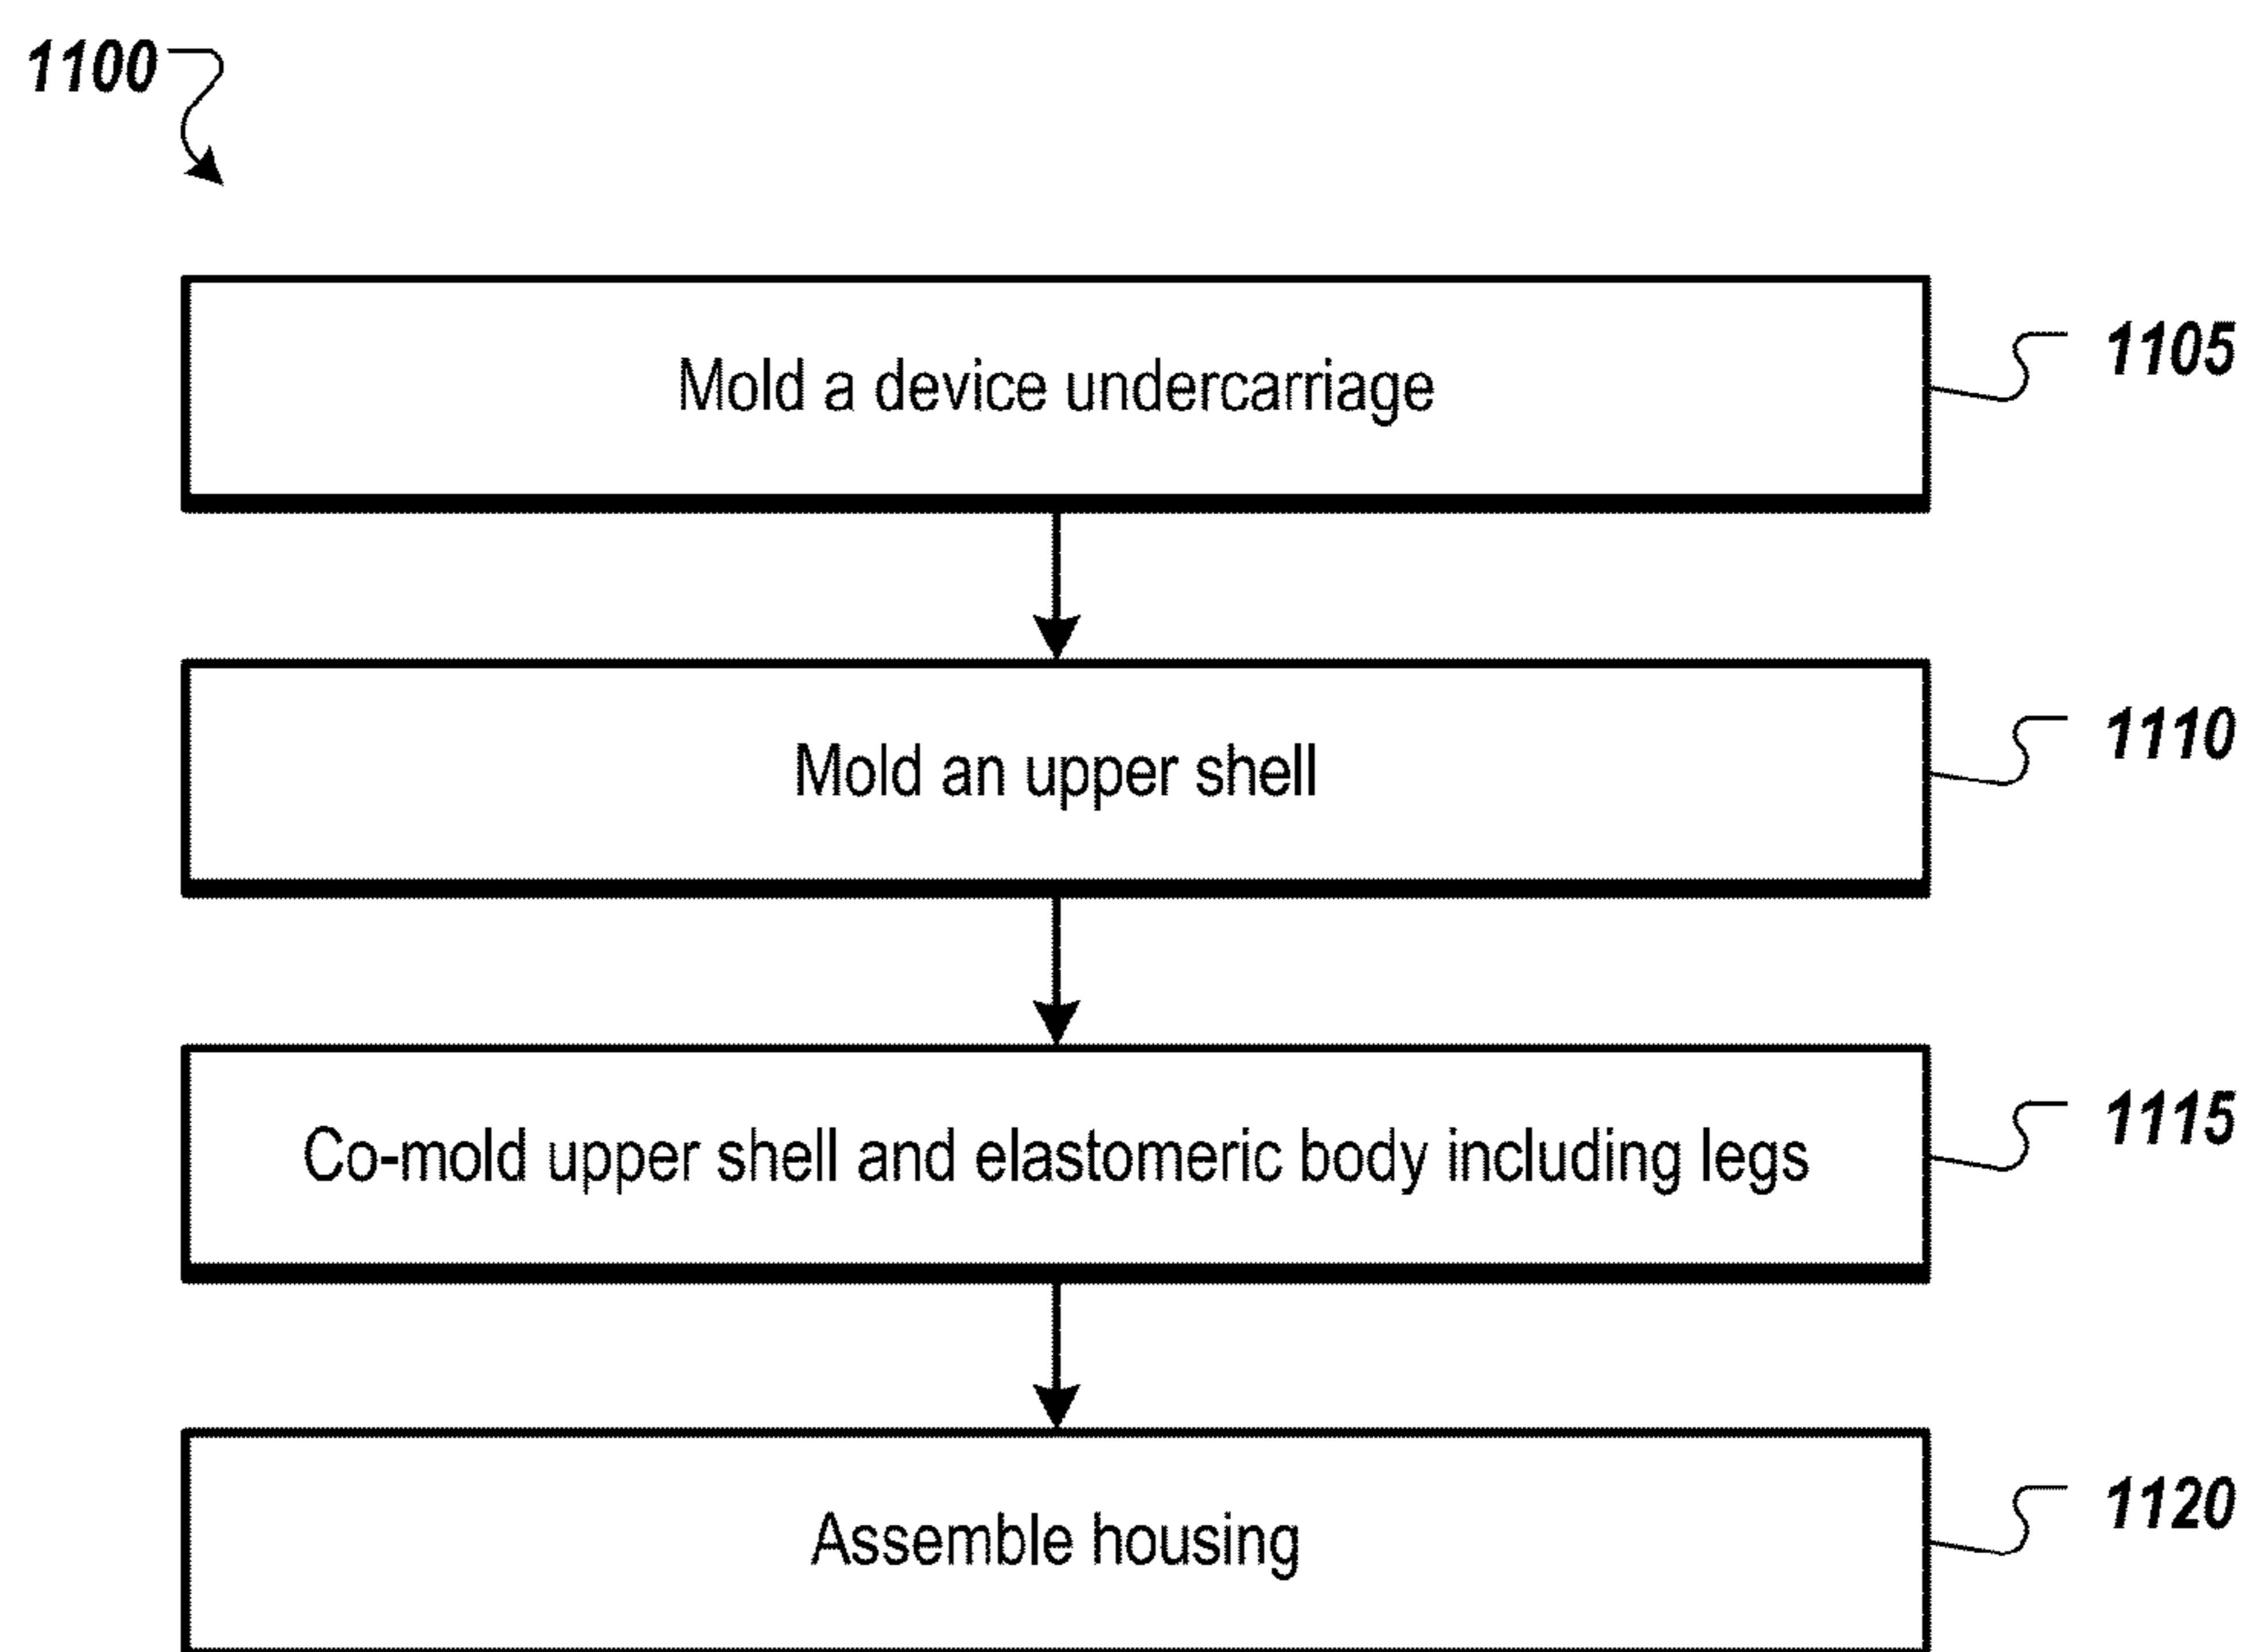 1100
Mold a device undercarriage
1105
Mold an upper shell
1110
Co-mold upper shell and elastomeric body including legs
1115
Assemble housing
1120